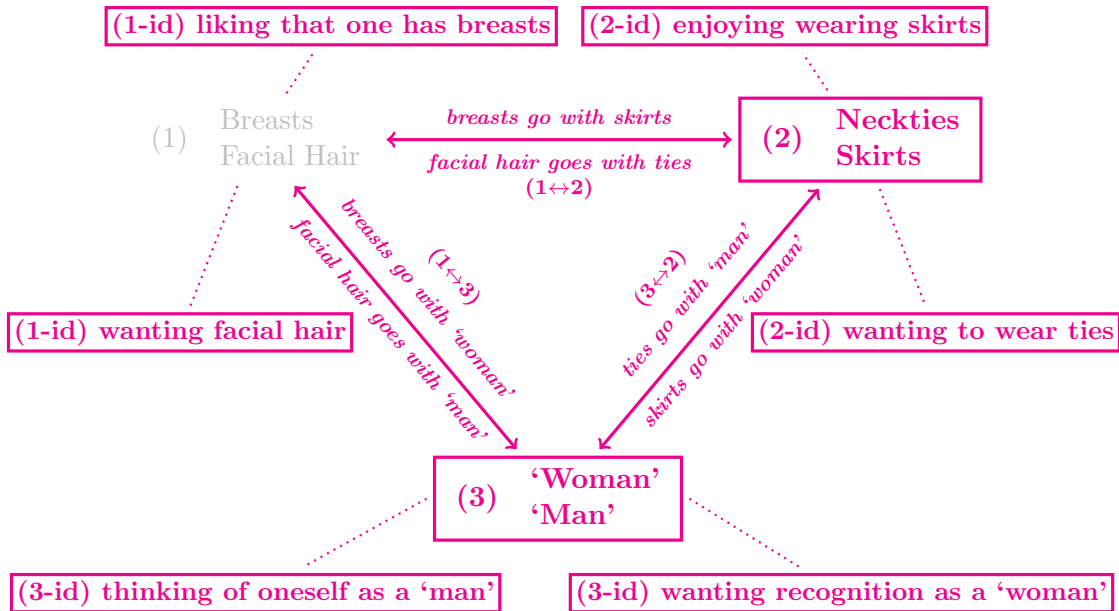 (1-id) liking that one has breasts
(2-id) enjoying wearing skirts
(1) Breasts
Facial Hair
breasts go with skirts
facial hair goes with ties
(1↔2)
(2) Neckties
Skirts
(1↔3)
breasts go with ‘woman’
facial hair goes with ‘man’
(3↔2)
ties go with ‘man’
skirts go with ‘woman’
(1-id) wanting facial hair
(2-id) wanting to wear ties
(3) ‘Woman’
‘Man’
(3-id) thinking of oneself as a ‘man’
(3-id) wanting recognition as a ‘woman’